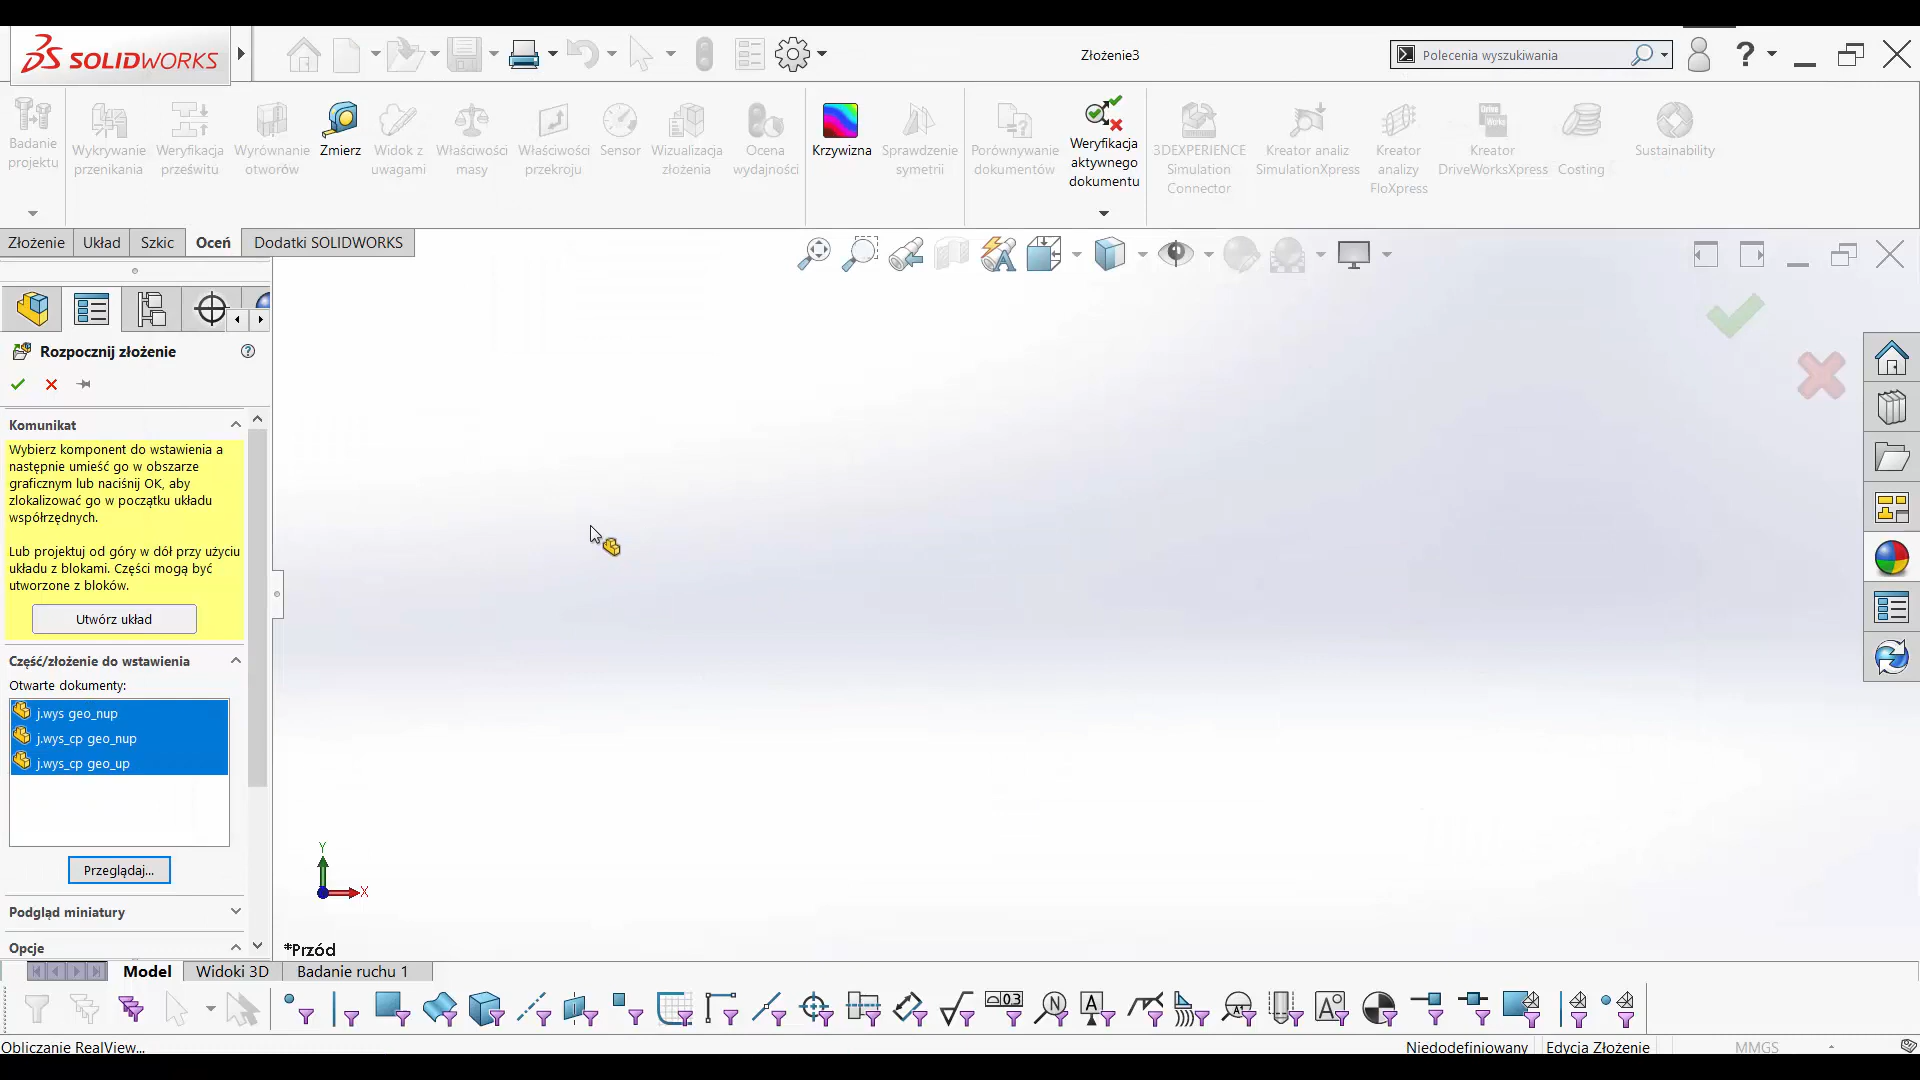 SOLIDWORKS
Złożenie3
Polecenia wyszukiwania
?
Badanie
projektu
Wykrywanie
przenikania
Weryfikacja
prześwitu
Wyrównanie
otworów
Zmierz
Widok z
uwagami
Właściwości
masy
Właściwości
przekroju
Sensor
Wizualizacja
złożenia
Ocena
wydajności
Krzywizna
Sprawdzenie
symetrii
Porównywanie
dokumentów
Weryfikacja
aktywnego
dokumentu
3DEXPERIENCE
Simulation
Connector
Kreator analiz
SimulationXpress
Kreator
analizy
FloXpress
Kreator
DriveWorksXpress
Costing
Sustainability
Złożenie
Układ
Szkic
Oceń
Dodatki SOLIDWORKS
Rozpocznij złożenie
Komunikat
Wybierz komponent do wstawienia a
następnie umieść go w obszarze
graficznym lub naciśnij OK, aby
zlokalizować go w początku układu
współrzędnych.
Lub projektuj od góry w dół przy użyciu
układu z blokami. Części mogą być
utworzone z bloków.
Utwórz układ
Część/złożenie do wstawienia
Otwarte dokumenty:
j.wys geo_nup
j.wys_cp geo_nup
j.wys_cp geo_up
Przeglądaj...
Podgląd miniatury
Opcje
Y
X
*Przód
Model
Widoki 3D
Badanie ruchu 1
Obliczanie RealView...
Niedodefiniowany
Edycja Złożenie
MMGS